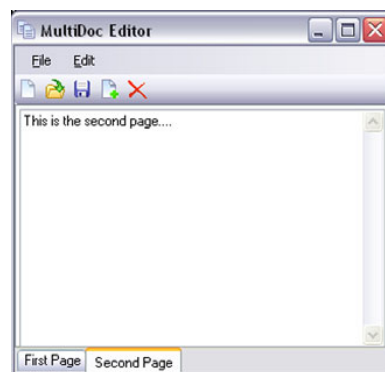 MultiDoc Editor
File Edit
This is the second page....
First Page Second Page